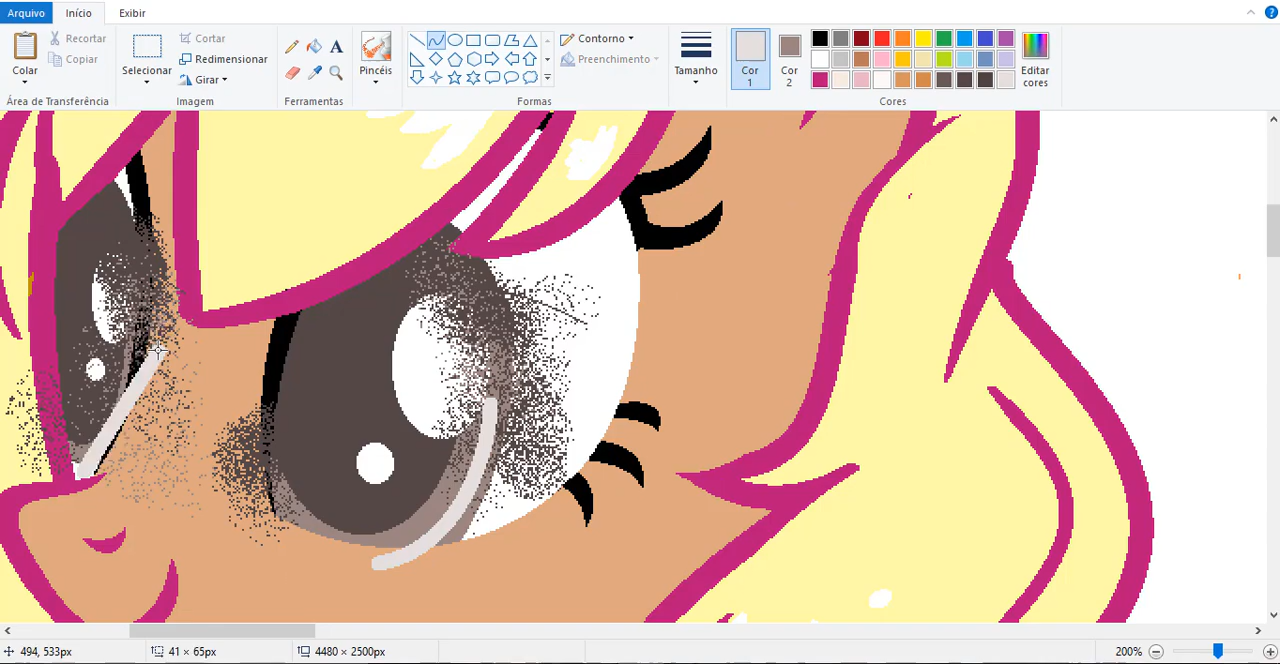 Arquivo Início Exibir
Colar
Recortar
Copiar
Área de Transferência
Selecionar
Cortar
Redimensionar
Girar
Imagem
A
Ferramentas
Pincéis
Contorno
Preenchimento
Formas
Tamanho
Cor
1
Cor
2
Editar
cores
Cores
494, 533px
41 × 65px
4480 × 2500px
200%